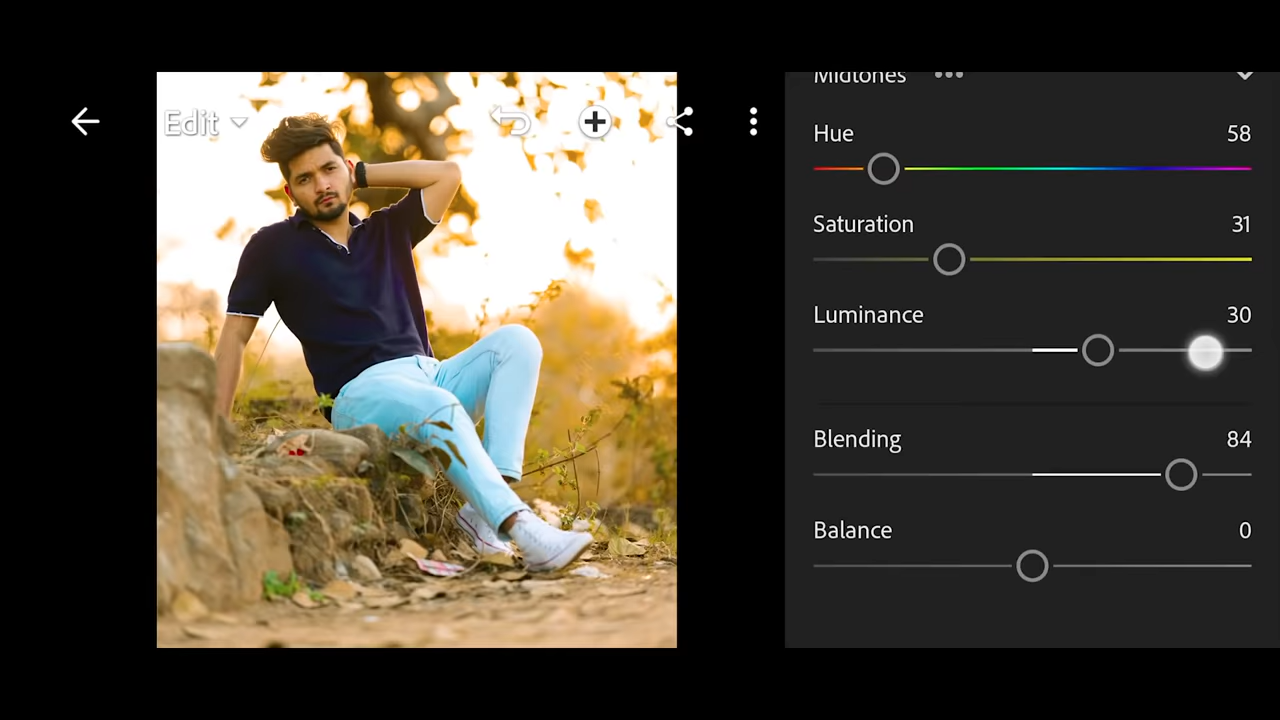 Edit
Midtones
Hue 58
Saturation 31
Luminance 30
Blending 84
Balance 0